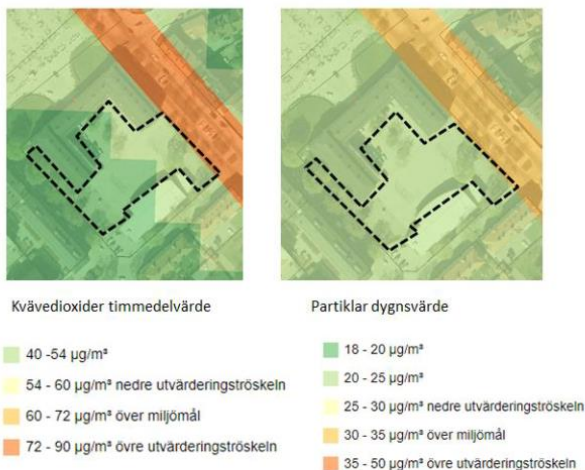 Kvävedioxider timmedelvärde
40 -54 µg/m³
54 - 60 µg/m³ nedre utvärderingströskeln
60 - 72 µg/m³ över miljömål
72 - 90 µg/m³ övre utvärderingströskeln
Partiklar dygnsvärde
18 - 20 µg/m³
20 - 25 µg/m³
25 - 30 µg/m³ nedre utvärderingströskeln
30 - 35 µg/m³ över miljömål
35 - 50 µg/m³ övre utvärderingströskeln